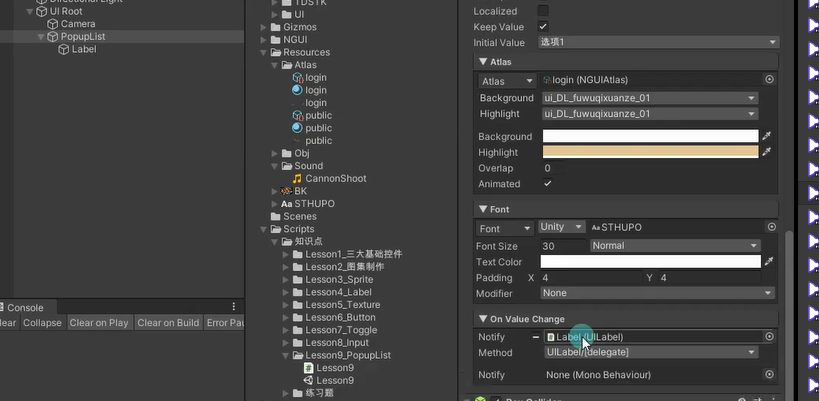 UI Root
Camera
PopupList
Label
Console
Collapse
Clear on Play
Clear on Build
Error Pau
TDSTK
UI
Gizmos
NGUI
Resources
Atlas
login
login
login
public
public
public
Obj
Sound
CannonShoot
BK
Aa STHUPO
Scenes
Scripts
知识点
Lesson1_三大基础控件
Lesson2_图集制作
Lesson3_Sprite
Lesson4_Label
Lesson5_Texture
Lesson6_Button
Lesson7_Toggle
Lesson8_Input
Lesson9_PopupList
Lesson9
Lesson9
练习题
Localized
Keep Value
Initial Value 选项1
Atlas
Atlas login (NGUIAtlas)
Background ui_DL_fuwuqixuanze_01
Highlight ui_DL_fuwuqixuanze_01
Background
Highlight
Overlap 0
Animated
Font
Font Unity Aa STHUPO
Font Size 30 Normal
Text Color
Padding X 4 Y 4
Modifier None
On Value Change
Notify Label (UILabel)
Method UILabel/[delegate]
Notify None (Mono Behaviour)